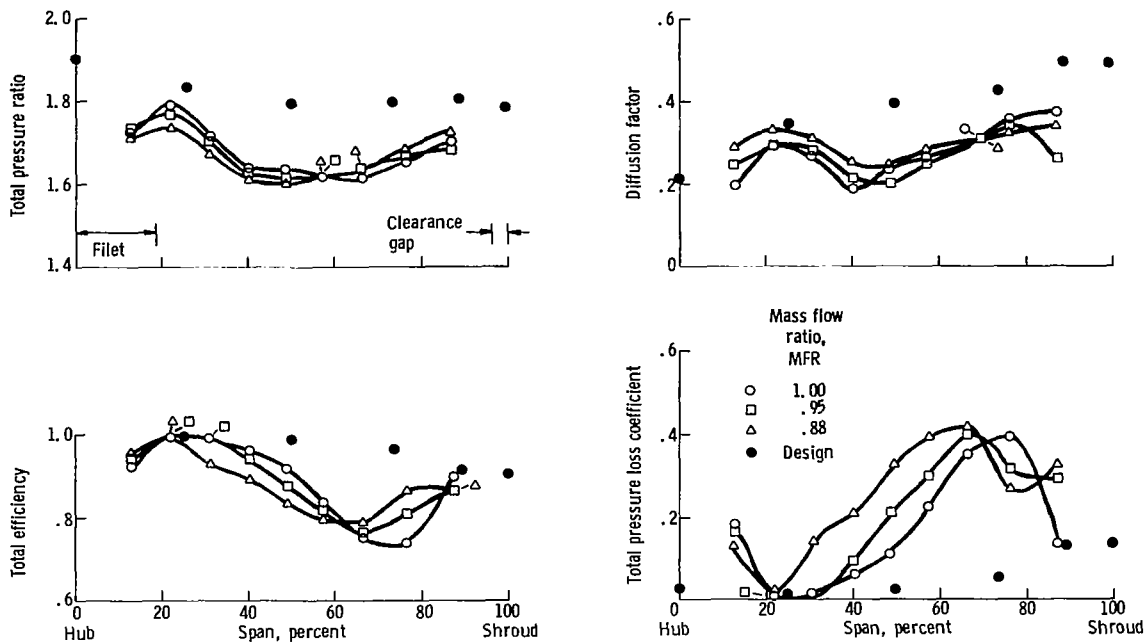 2.0
1.8
1.6
1.4
Total pressure ratio
Filet
Clearance
gap
.6
.4
.2
0
Diffusion factor
1.0
.8
.6
Total efficiency
0
20
40
60
80
100
Hub
Span, percent
Shroud
.6
.4
.2
Total pressure loss coefficient
Mass flow
ratio,
MFR
1.00
.95
.88
Design
0
20
40
60
80
100
Hub
Span, percent
Shroud